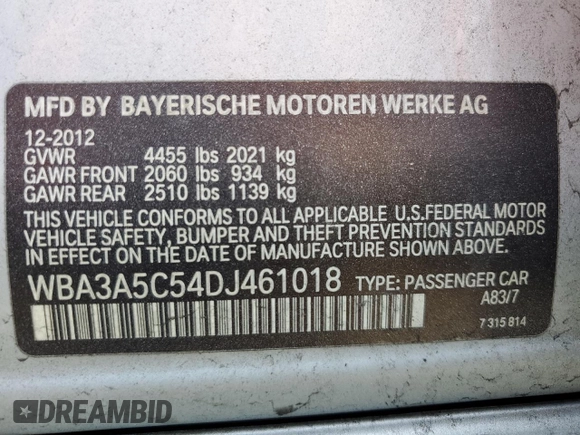 MFD BY BAYERISCHE MOTOREN WERKE AG
12-2012
GVWR 4455 lbs 2021 kg
GAWR FRONT 2060 lbs 934 kg
GAWR REAR 2510 lbs 1139 kg
THIS VEHICLE CONFORMS TO ALL APPLICABLE U.S.FEDERAL MOTOR
VEHICLE SAFETY, BUMPER AND THEFT PREVENTION STANDARDS
IN EFFECT ON THE DATE OF MANUFACTURE SHOWN ABOVE.
WBA3A5C54DJ461018 TYPE: PASSENGER CAR
A83/7
7 315 814
DREAMBID